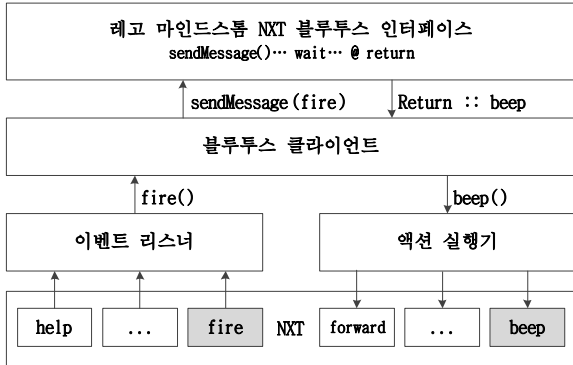 레고 마인드스톰 NXT 블루투스 인터페이스
sendMessage()… wait… @ return
sendMessage(fire)
Return :: beep
블루투스 클라이언트
fire()
beep()
이벤트 리스너
액션 실행기
help
...
fire
NXT
forward
...
beep